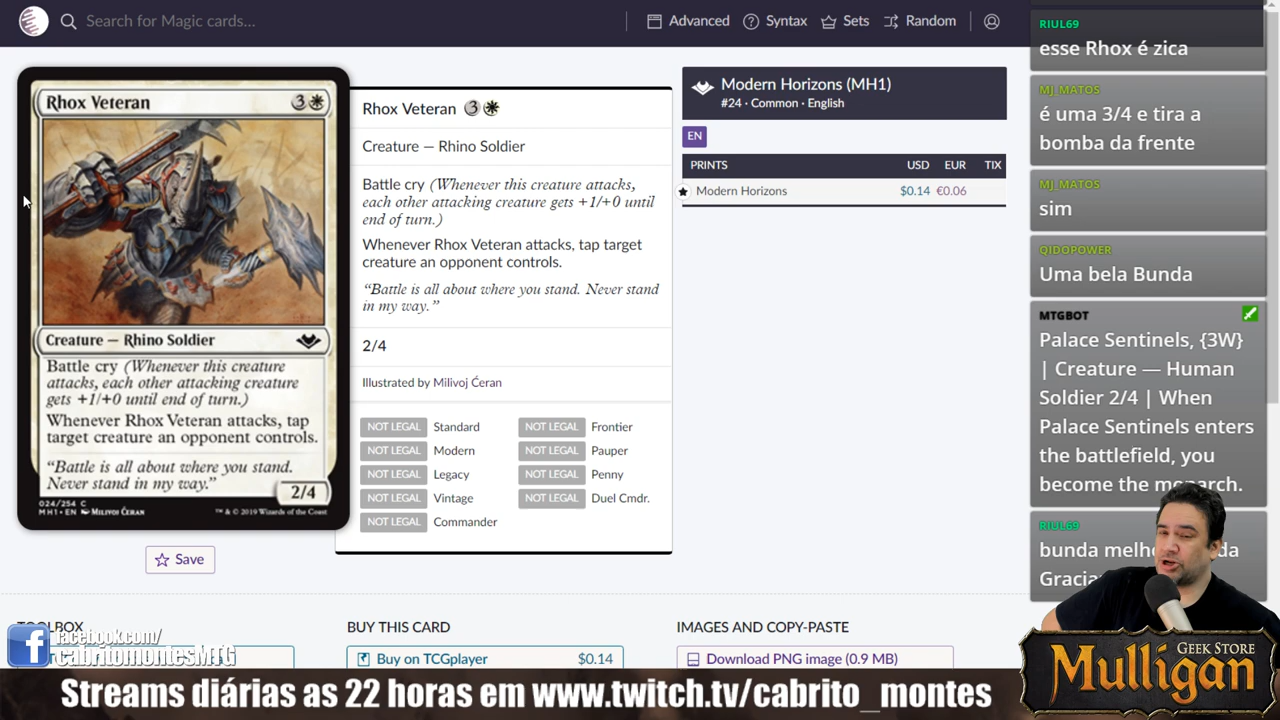 Search for Magic cards...
Advanced
Syntax
Sets
Random
Rhox Veteran 3
Creature — Rhino Soldier
Battle cry (Whenever this creature
attacks, each other attacking creature
gets +1/+0 until end of turn.)
Whenever Rhox Veteran attacks, tap
target creature an opponent controls.
“Battle is all about where you stand.
Never stand in my way.”
2/4
024/254 C
MH1 • EN Milivoj Ćeran
™ & © 2019 Wizards of the Coast
Save
Rhox Veteran 3
Creature — Rhino Soldier
Battle cry (Whenever this creature attacks,
each other attacking creature gets +1/+0 until
end of turn.)
Whenever Rhox Veteran attacks, tap target
creature an opponent controls.
“Battle is all about where you stand. Never stand
in my way.”
2/4
Illustrated by Milivoj Ćeran
NOT LEGAL Standard NOT LEGAL Frontier
NOT LEGAL Modern NOT LEGAL Pauper
NOT LEGAL Legacy NOT LEGAL Penny
NOT LEGAL Vintage NOT LEGAL Duel Cmdr.
NOT LEGAL Commander
Modern Horizons (MH1)
#24 · Common · English
EN
PRINTS USD EUR TIX
Modern Horizons $0.14 €0.06
RIUL69
esse Rhox é zica
MJ_MATOS
é uma 3/4 e tira a
bomba da frente
MJ_MATOS
sim
QIDOPOWER
Uma bela Bunda
MTGBOT
Palace Sentinels, {3W}
| Creature — Human
Soldier 2/4 | When
Palace Sentinels enters
the battlefield, you
become the monarch.
RIUL69
bunda
BUY THIS CARD
Buy on TCGplayer $0.14
IMAGES AND COPY-PASTE
Download PNG image (0.9 MB)
facebook.com/
cabritomontesMTG
Streams diárias as 22 horas em www.twitch.tv/cabrito_montes
GEEK STORE
Mulligan